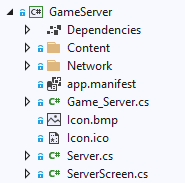 C# GameServer
Dependencies
Content
Network
app.manifest
C# Game_Server.cs
Icon.bmp
Icon.ico
C# Server.cs
C# ServerScreen.cs